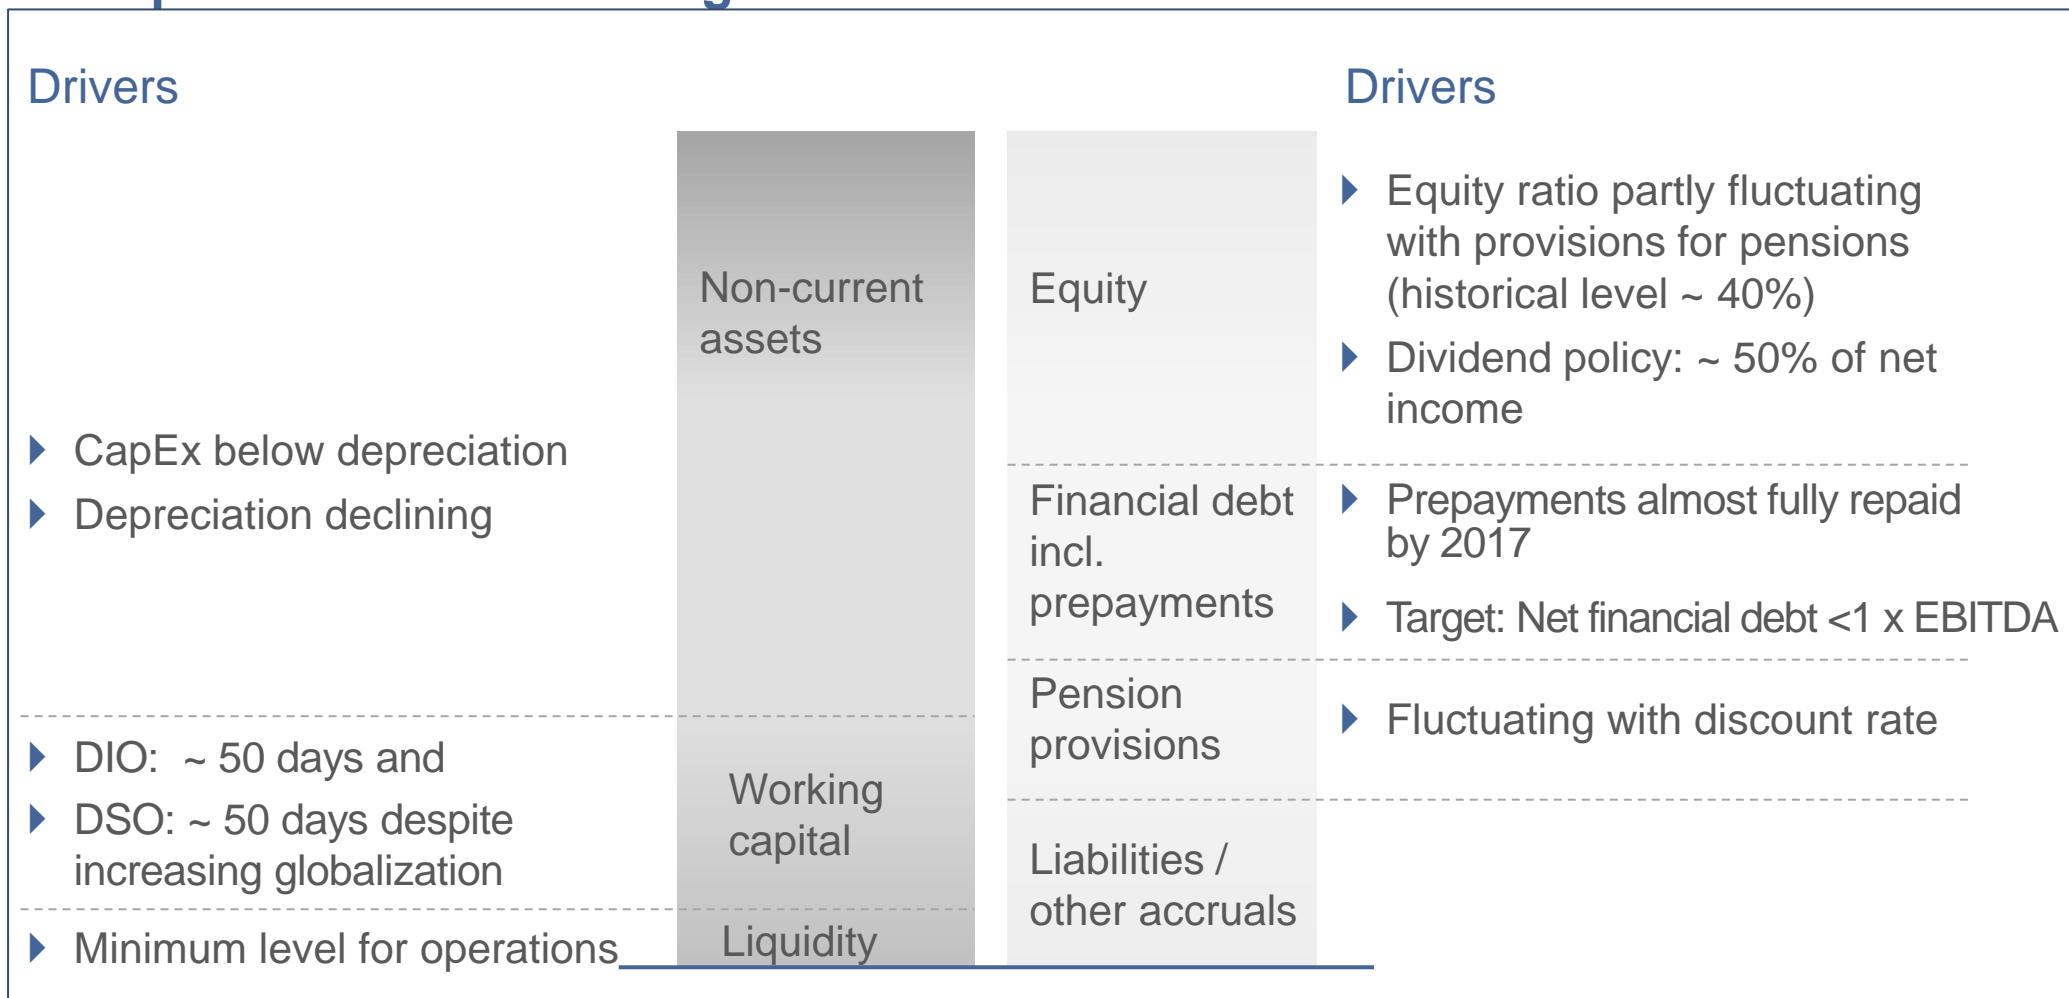 Drivers
CapEx below depreciation
Depreciation declining
DIO: ~ 50 days and
DSO: ~ 50 days despite
increasing globalization
Minimum level for operations
Non-current
assets
Working
capital
Liquidity
Equity
Financial debt
incl.
prepayments
Pension
provisions
Liabilities /
other accruals
Drivers
Equity ratio partly fluctuating
with provisions for pensions
(historical level ~ 40%)
Dividend policy: ~ 50% of net
income
Prepayments almost fully repaid
by 2017
Target: Net financial debt <1 x EBITDA
Fluctuating with discount rate